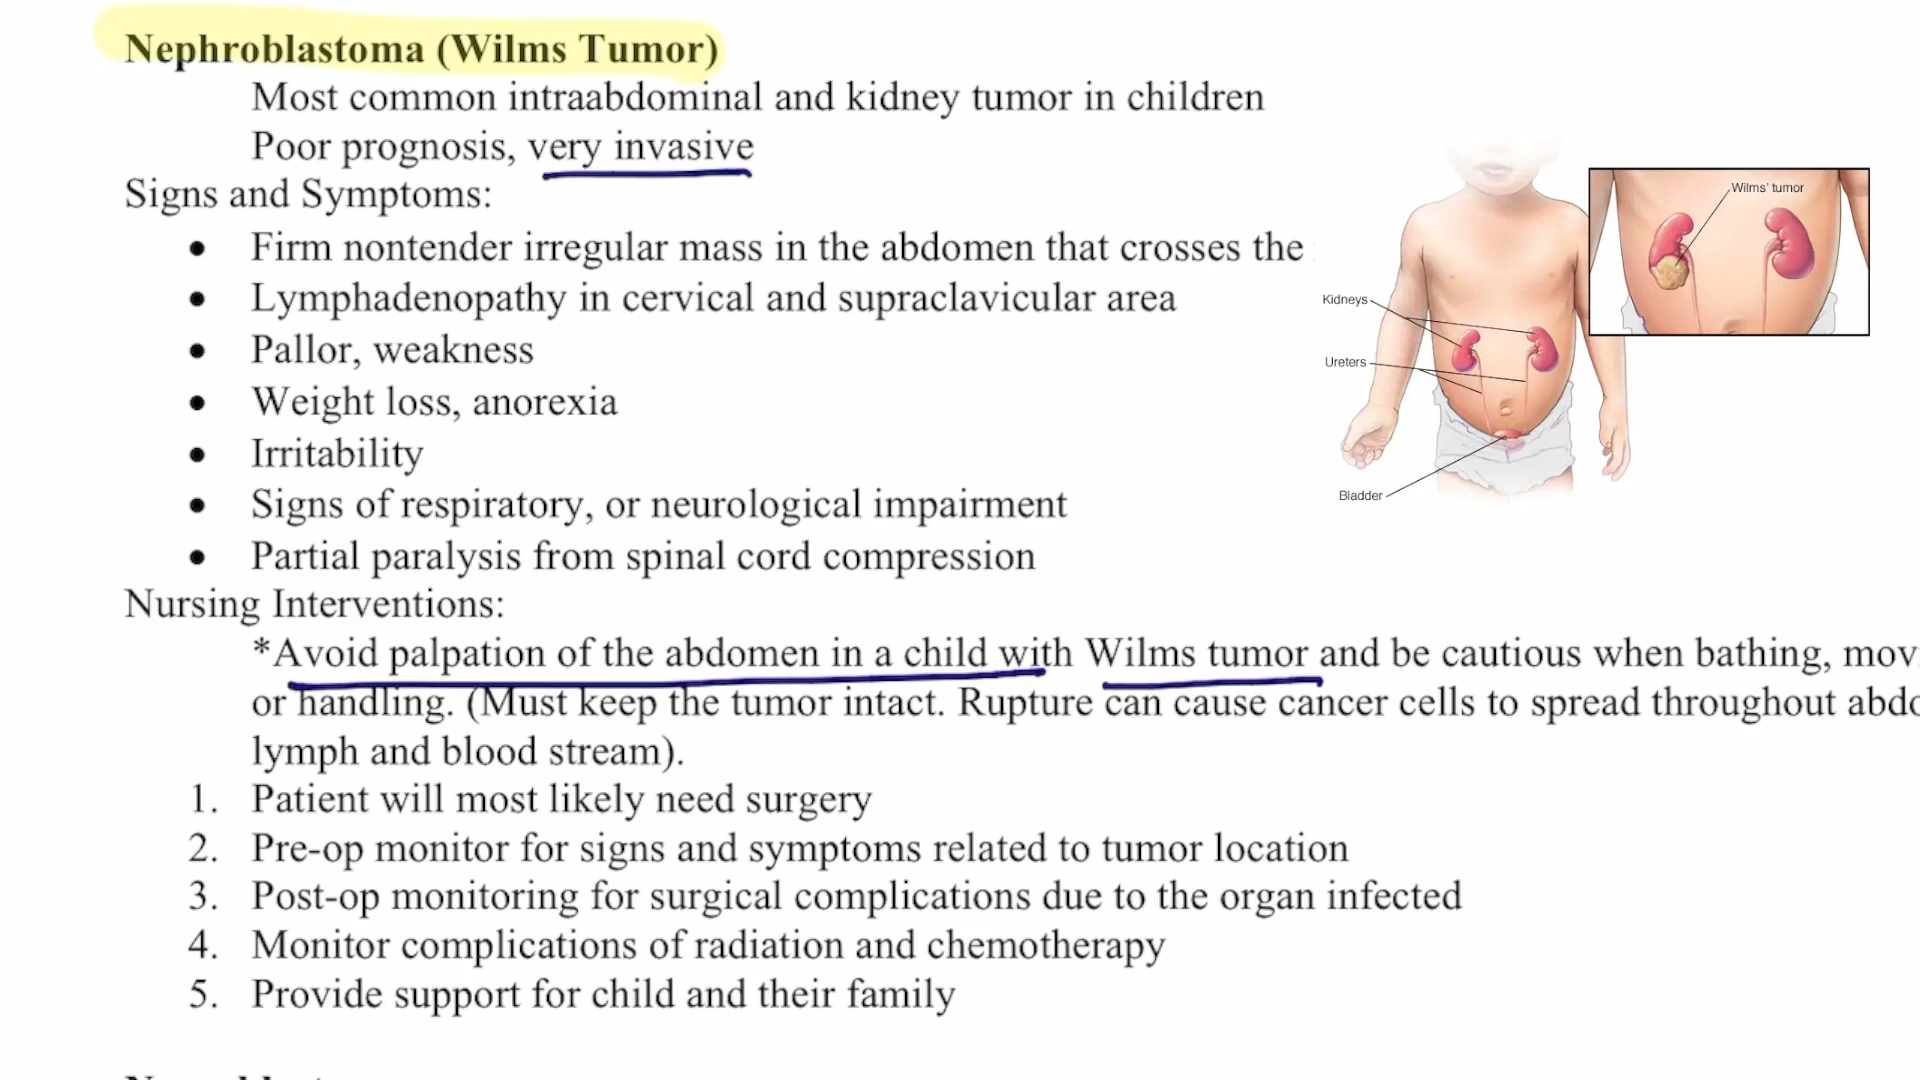 Nephroblastoma (Wilms Tumor)
Most common intraabdominal and kidney tumor in children
Poor prognosis, very invasive
Signs and Symptoms:
• Firm nontender irregular mass in the abdomen that crosses the
• Lymphadenopathy in cervical and supraclavicular area
• Pallor, weakness
• Weight loss, anorexia
• Irritability
• Signs of respiratory, or neurological impairment
• Partial paralysis from spinal cord compression
Nursing Interventions:
*Avoid palpation of the abdomen in a child with Wilms tumor and be cautious when bathing,
or handling. (Must keep the tumor intact. Rupture can cause cancer cells to spread throughout
lymph and blood stream).
1. Patient will most likely need surgery
2. Pre-op monitor for signs and symptoms related to tumor location
3. Post-op monitoring for surgical complications due to the organ infected
4. Monitor complications of radiation and chemotherapy
5. Provide support for child and their family
Wilms' tumor
Kidneys
Ureters
Bladder